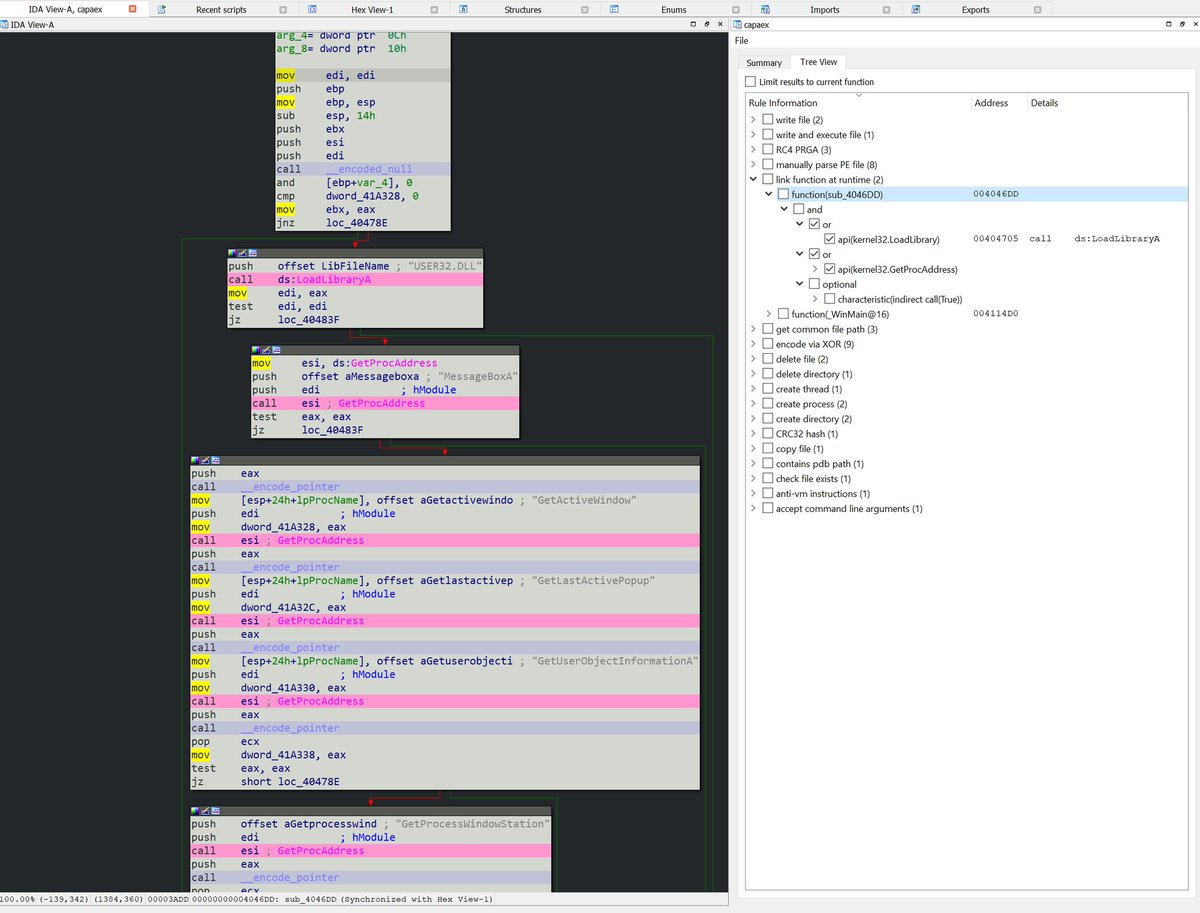 IDA View-A, capaex
Recent scripts
Hex View-1
Structures
Enums
Imports
Exports
IDA View-A
arg_4= dword ptr  0Ch
arg_8= dword ptr  10h
mov edi, edi
push ebp
mov ebp, esp
sub esp, 14h
push ebx
push esi
push edi
call __encoded_null
and [ebp+var_4], 0
cmp dword_41A328, 0
mov ebx, eax
jnz loc_40478E
push offset LibFileName ; "USER32.DLL"
call ds:LoadLibraryA
mov edi, eax
test edi, edi
jz loc_40483F
mov esi, ds:GetProcAddress
push offset aMessageboxa ; "MessageBoxA"
push edi ; hModule
call esi ; GetProcAddress
test eax, eax
jz loc_40483F
push eax
call __encode_pointer
mov [esp+24h+lpProcName], offset aGetactivewindo ; "GetActiveWindow"
push edi ; hModule
mov dword_41A328, eax
call esi ; GetProcAddress
push eax
call __encode_pointer
mov [esp+24h+lpProcName], offset aGetlastactivep ; "GetLastActivePopup"
push edi ; hModule
mov dword_41A32C, eax
call esi ; GetProcAddress
push eax
call __encode_pointer
mov [esp+24h+lpProcName], offset aGetuserobjecti ; "GetUserObjectInformationA"
push edi ; hModule
mov dword_41A330, eax
call esi ; GetProcAddress
push eax
call __encode_pointer
pop ecx
mov dword_41A338, eax
test eax, eax
jz short loc_40478E
push offset aGetprocesswind ; "GetProcessWindowStation"
push edi ; hModule
call esi ; GetProcAddress
push eax
call __encode_pointer
pop ecx
100.00% (-139,342) (1384,360) 00003ADD 00000000004046DD: sub_4046DD (Synchronized with Hex View-1)
capaex
File
Summary
Tree View
Limit results to current function
Rule Information Address Details
write file (2)
write and execute file (1)
RC4 PRGA (3)
manually parse PE file (8)
link function at runtime (2)
function(sub_4046DD) 004046DD
and
or
api(kernel32.LoadLibrary) 00404705 call ds:LoadLibraryA
or
api(kernel32.GetProcAddress)
optional
characteristic(indirect call(True))
function(_WinMain@16) 004114D0
get common file path (3)
encode via XOR (9)
delete file (2)
delete directory (1)
create thread (1)
create process (2)
create directory (2)
CRC32 hash (1)
copy file (1)
contains pdb path (1)
check file exists (1)
anti-vm instructions (1)
accept command line arguments (1)